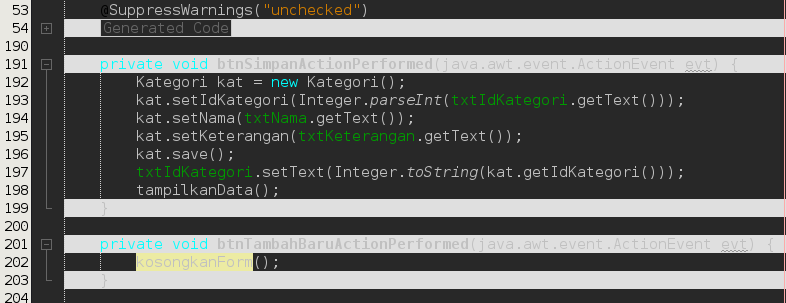 53 @SuppressWarnings("unchecked")
54 Generated Code
190
191 private void btnSimpanActionPerformed(java.awt.event.ActionEvent evt) {
192 Kategori kat = new Kategori();
193 kat.setIdKategori(Integer.parseInt(txtIdKategori.getText()));
194 kat.setNama(txtNama.getText());
195 kat.setKeterangan(txtKeterangan.getText());
196 kat.save();
197 txtIdKategori.setText(Integer.toString(kat.getIdKategori()));
198 tampilkanData();
199 }
200
201 private void btnTambahBaruActionPerformed(java.awt.event.ActionEvent evt) {
202 kosongkanForm();
203 }
204